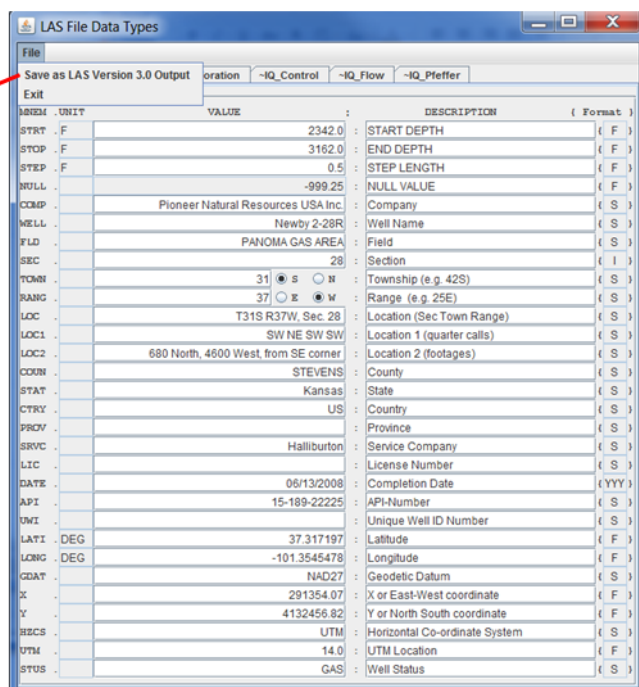 LAS File Data Types
File
Save as LAS Version 3.0 Output oration ~IQ_Control ~IQ_Flow ~IQ_Pfeffer
Exit
MNEM .UNIT VALUE : DESCRIPTION { Format }
STRT .F 2342.0 : START DEPTH { F }
STOP .F 3162.0 : END DEPTH { F }
STEP .F 0.5 : STEP LENGTH { F }
NULL . -999.25 : NULL VALUE { F }
COMP . Pioneer Natural Resources USA Inc. : Company { S }
WELL . Newby 2-28R : Well Name { S }
FLD . PANOMA GAS AREA : Field { S }
SEC . 28 : Section { I }
TOWN . 31 S N : Township (e.g. 42S) { S }
RANG . 37 E W : Range (e.g. 25E) { S }
LOC . T31S R37W, Sec. 28 : Location (Sec Town Range) { S }
LOC1 . SW NE SW SW : Location 1 (quarter calls) { S }
LOC2 . 680 North, 4600 West, from SE corner : Location 2 (footages) { S }
COUN . STEVENS : County { S }
STAT . Kansas : State { S }
CTRY . US : Country { S }
PROV . : Province { S }
SRVC . Halliburton : Service Company { S }
LIC . : License Number { S }
DATE . 06/13/2008 : Completion Date { YYY }
API . 15-189-22225 : API-Number { S }
UWI . : Unique Well ID Number { S }
LATI .DEG 37.317197 : Latitude { F }
LONG .DEG -101.3545478 : Longitude { F }
GDAT . NAD27 : Geodetic Datum { S }
X . 291354.07 : X or East-West coordinate { F }
Y . 4132456.82 : Y or North South coordinate { F }
HZCS . UTM : Horizontal Co-ordinate System { S }
UTM . 14.0 : UTM Location { F }
STUS . GAS : Well Status { S }